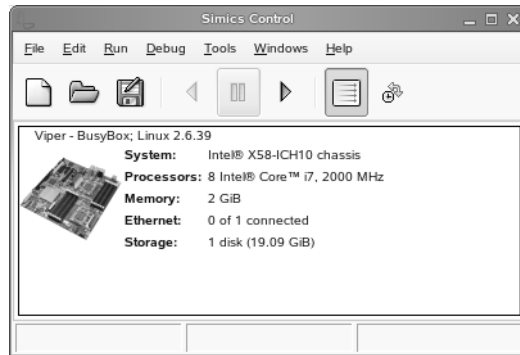 Simics Control
File Edit Run Debug Tools Windows Help
Viper - BusyBox; Linux 2.6.39
System: Intel® X58-ICH10 chassis
Processors: 8 Intel® Core™ i7, 2000 MHz
Memory: 2 GiB
Ethernet: 0 of 1 connected
Storage: 1 disk (19.09 GiB)